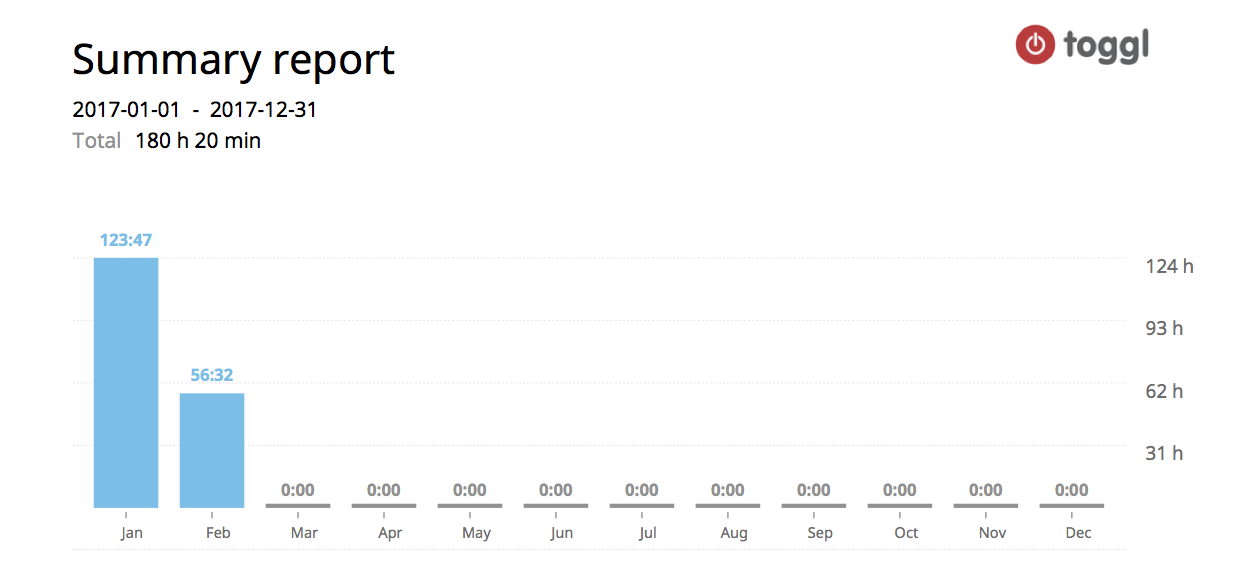 Summary report
toggl
2017-01-01 - 2017-12-31
Total 180 h 20 min
123:47
124 h
93 h
56:32
62 h
31 h
0:00 0:00 0:00 0:00 0:00 0:00 0:00 0:00 0:00 0:00
Jan Feb Mar Apr May Jun Jul Aug Sep Oct Nov Dec